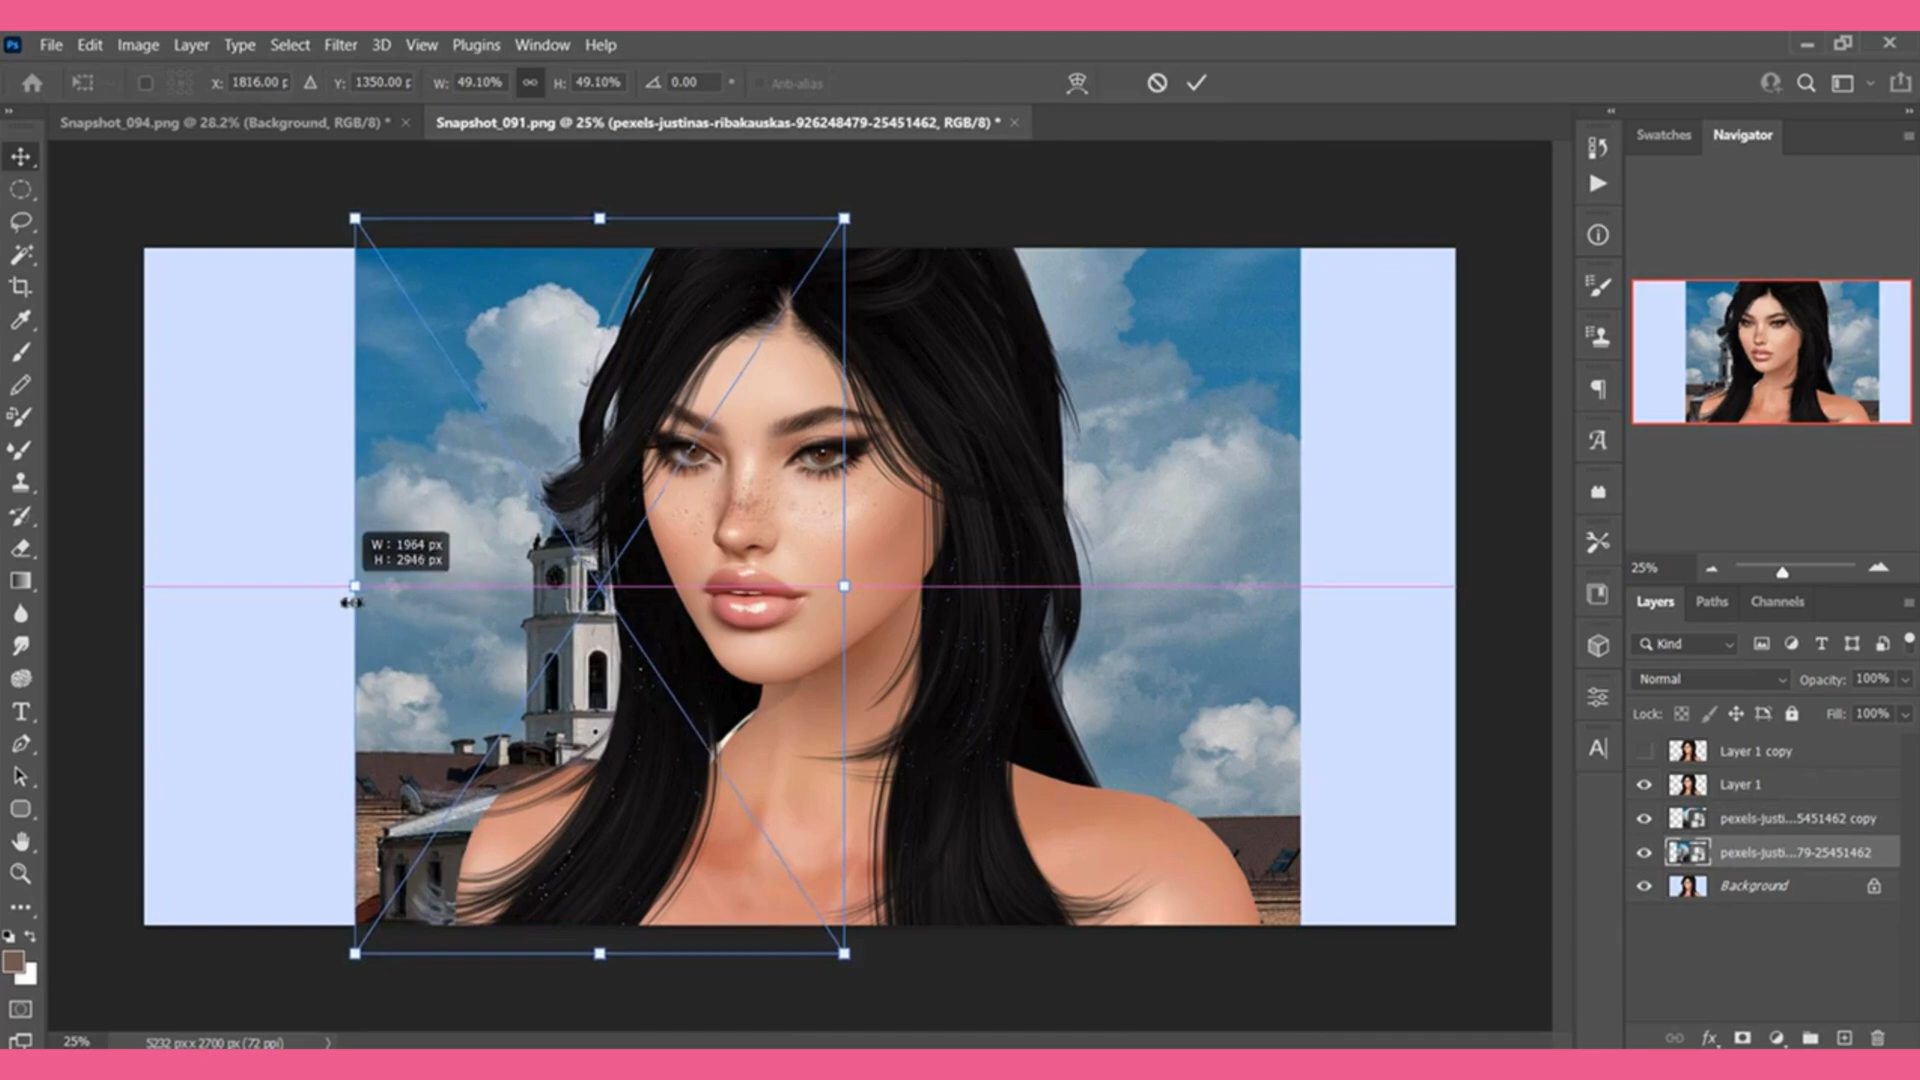 Ps File Edit Image Layer Type Select Filter 3D View Plugins Window Help
X: 1816.00 p Y: 1350.00 p W: 49.10% H: 49.10% 0.00 ° Anti-alias
Snapshot_094.png @ 28.2% (Background, RGB/8) * ×
Snapshot_091.png @ 25% (pexels-justinas-ribakauskas-926248479-25451462, RGB/8) * ×
Swatches Navigator
W : 1964 px
H : 2946 px
25%
Layers Paths Channels
Kind
Normal Opacity: 100%
Lock: Fill: 100%
Layer 1 copy
Layer 1
pexels-justi...5451462 copy
pexels-justi...79-25451462
Background
fx
25% 5232 px x 2700 px (72 ppi)